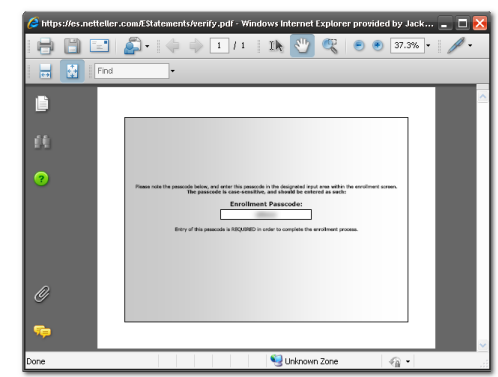 https://es.netteller.com/EStatements/verify.pdf - Windows Internet Explorer provided by Jack...
1 / 1
37.3%
Find
Please note the passcode below, and enter this passcode in the designated input area within the enrollment screen.
The passcode is case-sensitive, and should be entered as such:
Enrollment Passcode:
Entry of this passcode is REQUIRED in order to complete the enrollment process.
Done
Unknown Zone